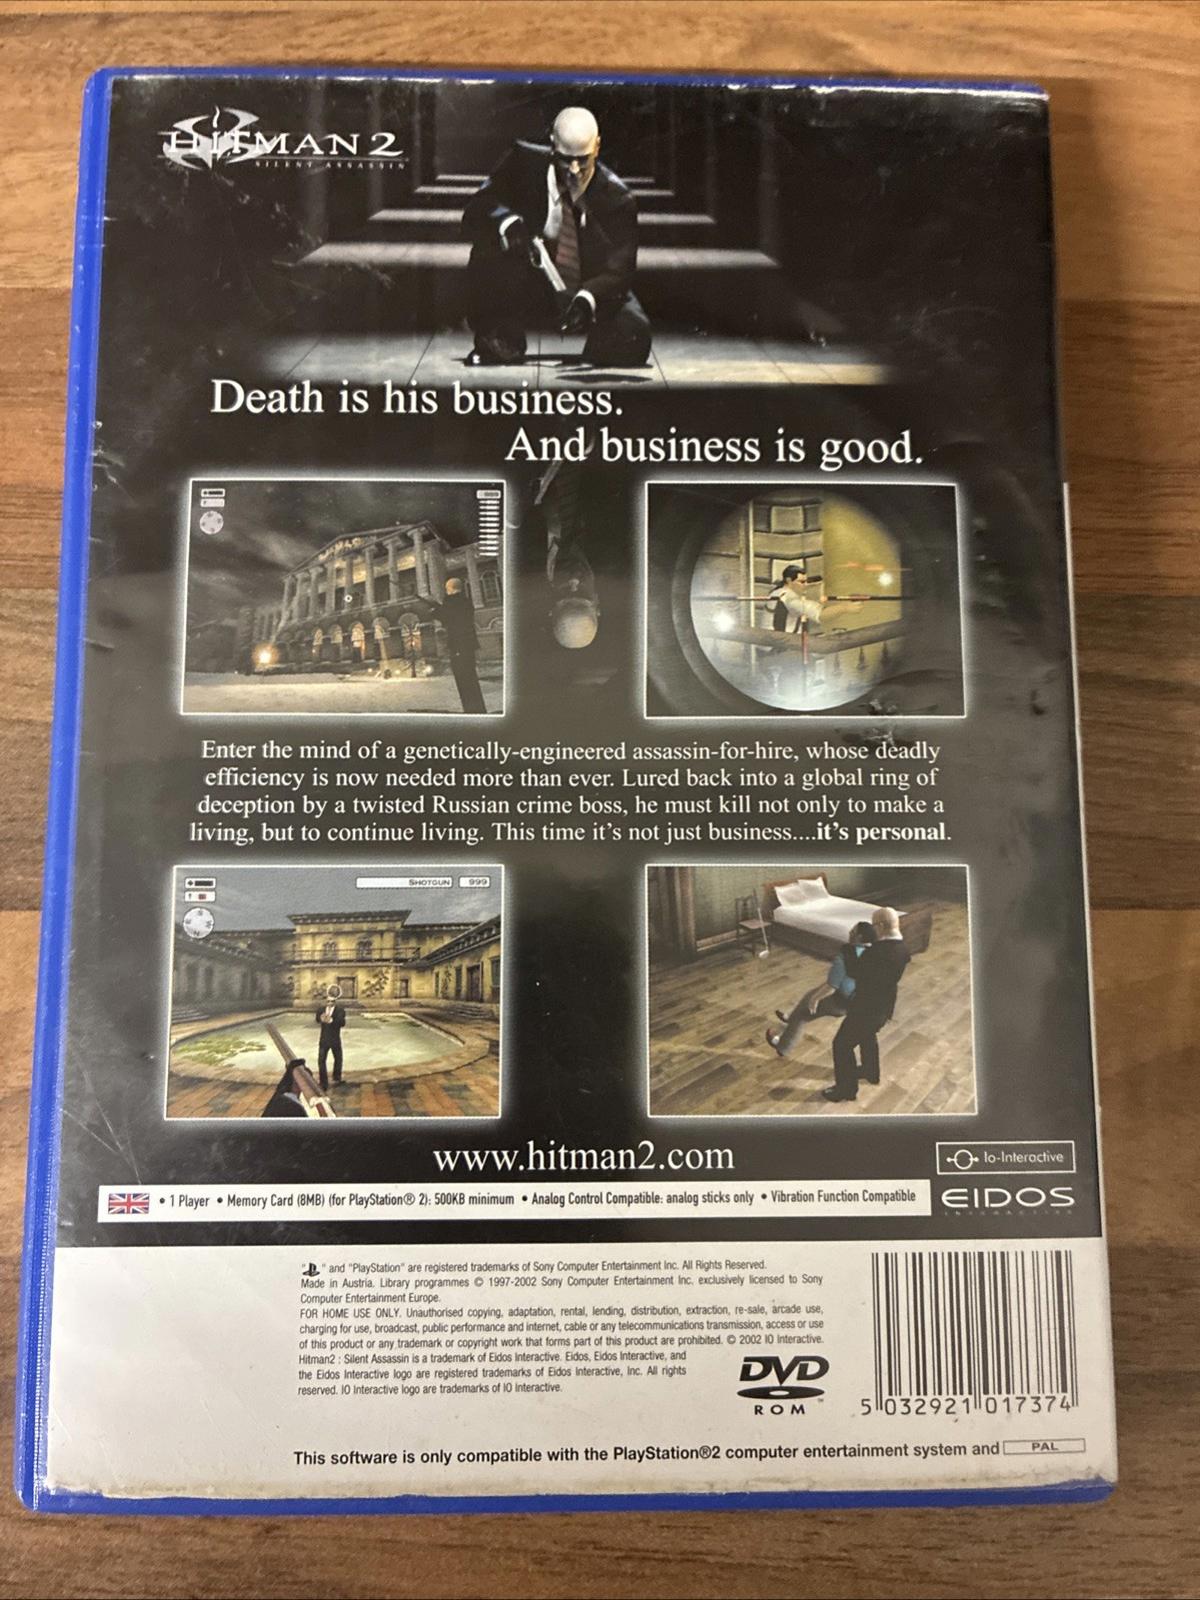 HITMAN 2
SILENT ASSASSIN
Death is his business.
And business is good.
Enter the mind of a genetically-engineered assassin-for-hire, whose deadly
efficiency is now needed more than ever. Lured back into a global ring of
deception by a twisted Russian crime boss, he must kill not only to make a
living, but to continue living. This time it's not just business....it's personal.
SHOTGUN 999
www.hitman2.com
Io-Interactive
• 1 Player • Memory Card (8MB) (for PlayStation® 2): 500KB minimum • Analog Control Compatible: analog sticks only • Vibration Function Compatible
EIDOS
INTERACTIVE
" " and "PlayStation" are registered trademarks of Sony Computer Entertainment Inc. All Rights Reserved.
Made in Austria. Library programmes © 1997-2002 Sony Computer Entertainment Inc. exclusively licensed to Sony
Computer Entertainment Europe.
FOR HOME USE ONLY. Unauthorised copying, adaptation, rental, lending, distribution, extraction, re-sale, arcade use,
charging for use, broadcast, public performance and internet, cable or any telecommunications transmission, access or use
of this product or any trademark or copyright work that forms part of this product are prohibited. © 2002 IO Interactive.
Hitman2 : Silent Assassin is a trademark of Eidos Interactive. Eidos, Eidos Interactive, and
the Eidos Interactive logo are registered trademarks of Eidos Interactive, Inc. All rights
reserved. IO Interactive logo are trademarks of IO Interactive.
DVD
ROM
5 032921 017374
This software is only compatible with the PlayStation®2 computer entertainment system and PAL